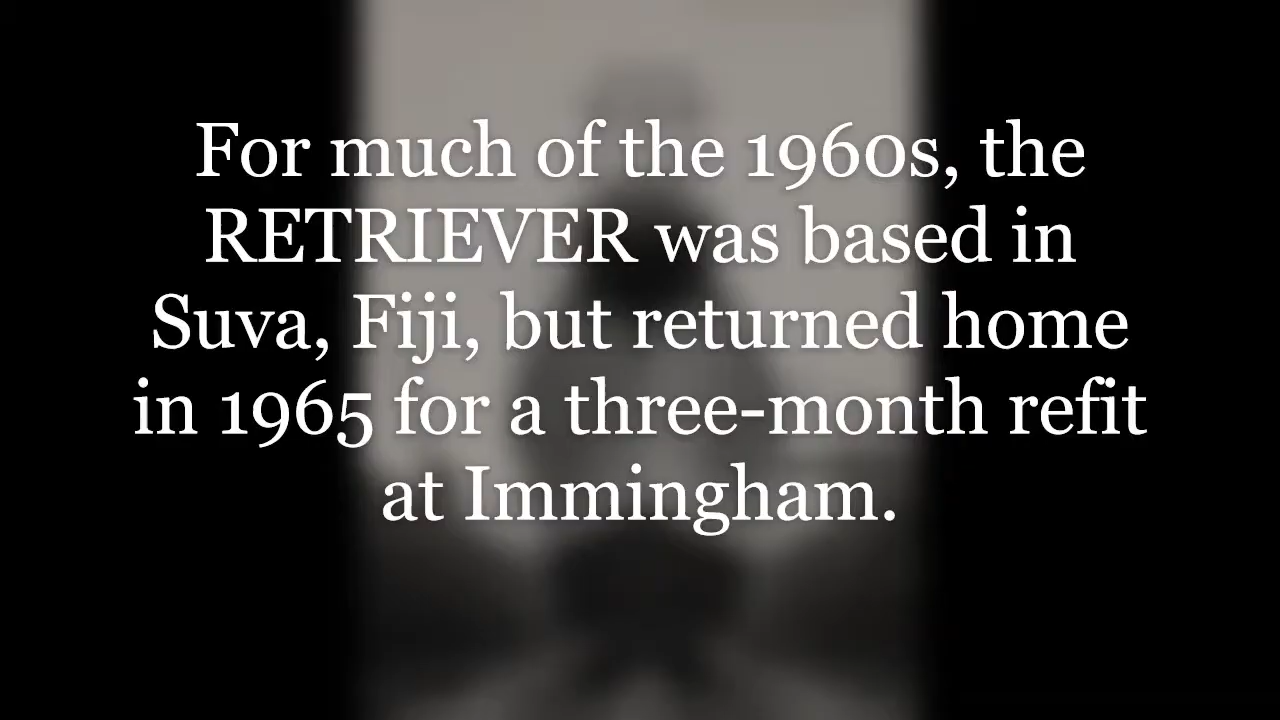 For much of the 1960s, the
RETRIEVER was based in
Suva, Fiji, but returned home
in 1965 for a three-month refit
at Immingham.